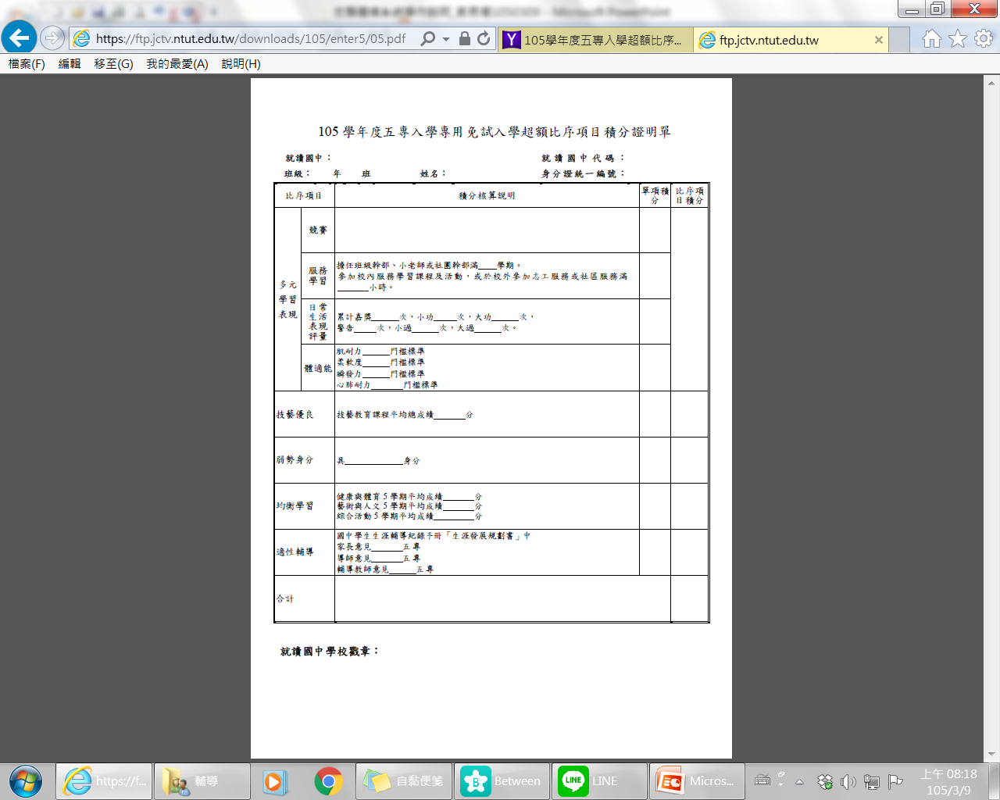 https://ftp.jctv.ntut.edu.tw/downloads/105/enter5/05.pdf
105學年度五專入學超額比序...
ftp.jctv.ntut.edu.tw
檔案(F) 編輯 移至(G) 我的最愛(A) 說明(H)
105 學年度五專入學專用免試入學超額比序項目積分證明單
就讀國中： 就讀國中代碼：
班級： 年 班 姓名： 身分證統一編號：
比序項目 積分核算說明 單項積分 比序項目積分
多元學習表現
競賽
服務學習
擔任班級幹部、小老師或社團幹部滿____學期。
參加校內服務學習課程及活動，或於校外參加志工服務或社區服務滿
_______小時。
日常生活表現評量
累計嘉獎______次，小功_____次，大功______次，
警告_____次，小過______次，大過______次。
體適能
肌耐力______門檻標準
柔軟度______門檻標準
瞬發力______門檻標準
心肺耐力_______門檻標準
技藝優良 技藝教育課程平均總成績_______分
弱勢身分 具_____________身分
均衡學習
健康與體育 5 學期平均成績_______分
藝術與人文 5 學期平均成績_______分
綜合活動 5 學期平均成績_________分
適性輔導
國中學生生涯輔導紀錄手冊「生涯發展規劃書」中
家長意見_______五專
導師意見_______五專
輔導教師意見______五專
合計
就讀國中學校戳章：
https://f...
輔導
自黏便箋
Between
LINE
Micros...
上午 08:18
105/3/9